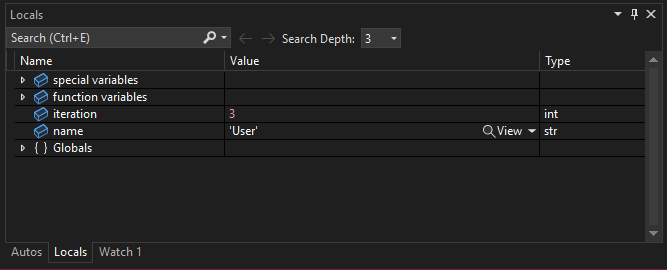 Locals
Search (Ctrl+E) Search Depth: 3
Name Value Type
special variables
function variables
iteration 3 int
name 'User' View str
{ } Globals
Autos Locals Watch 1